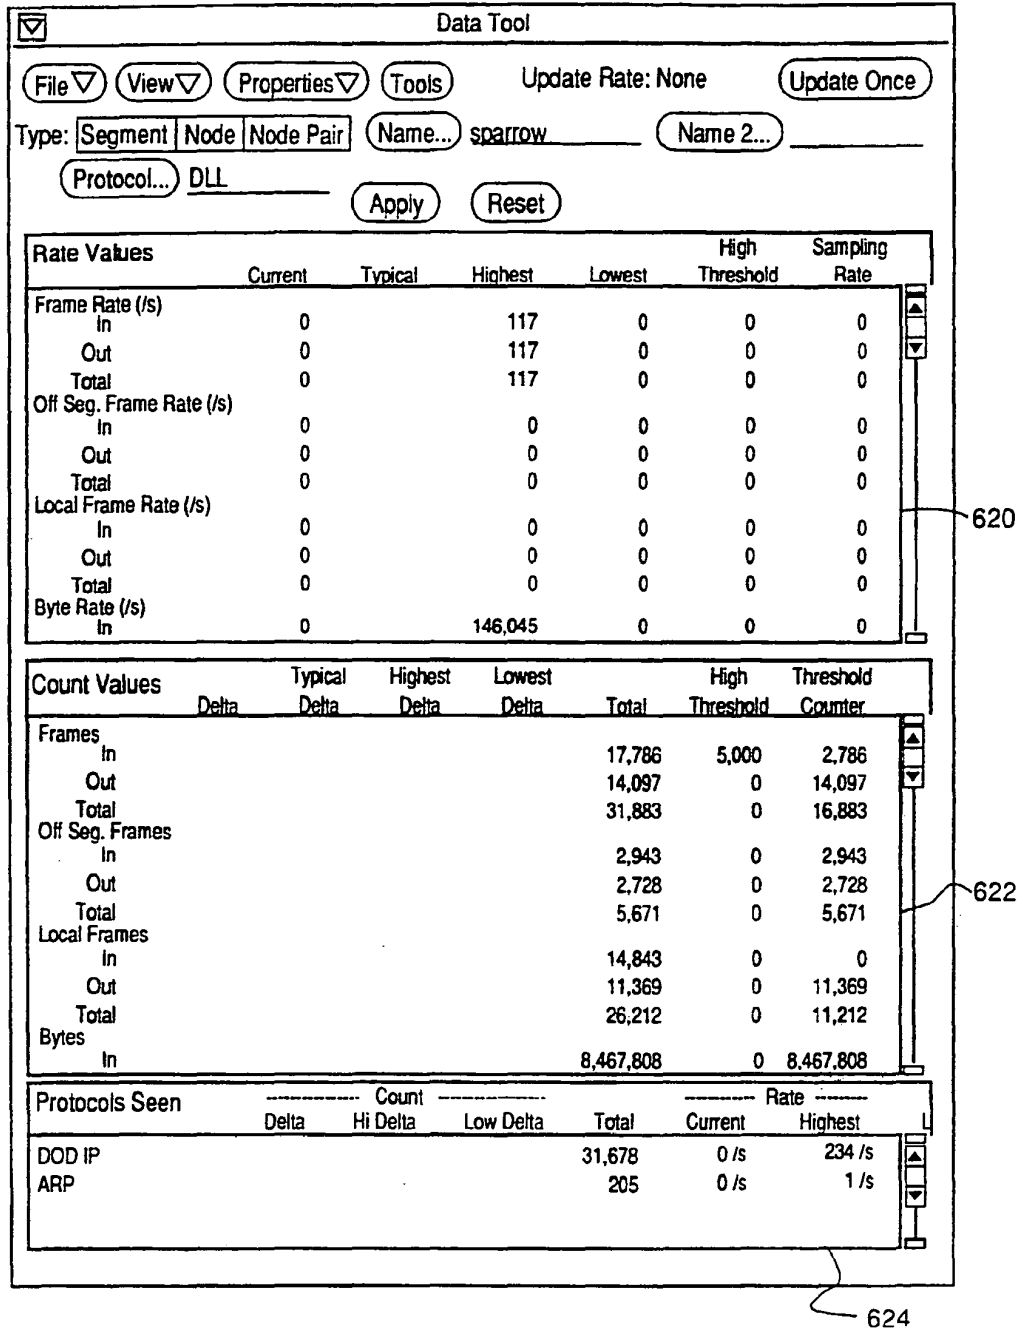 Data Tool
File View Properties Tools Update Rate: None Update Once
Type: Segment Node Node Pair Name... sparrow Name 2...
Protocol... DLL
Apply Reset
Rate Values Current Typical Highest Lowest High Threshold Sampling Rate
Frame Rate (/s)
In 0 117 0 0 0
Out 0 117 0 0 0
Total 0 117 0 0 0
Off Seg. Frame Rate (/s)
In 0 0 0 0 0
Out 0 0 0 0 0
Total 0 0 0 0 0
Local Frame Rate (/s)
In 0 0 0 0 0
620
Out 0 0 0 0 0
Total 0 0 0 0 0
Byte Rate (/s)
In 0 146,045 0 0 0
Count Values Delta Typical Delta Highest Delta Lowest Delta Total High Threshold Threshold Counter
Frames
In 17,786 5,000 2,786
Out 14,097 0 14,097
Total 31,883 0 16,883
Off Seg. Frames
In 2,943 0 2,943
Out 2,728 0 2,728
622
Total 5,671 0 5,671
Local Frames
In 14,843 0 0
Out 11,369 0 11,369
Total 26,212 0 11,212
Bytes
In 8,467,808 0 8,467,808
Protocols Seen ---------- Count ---------- ------- Rate ------
Delta Hi Delta Low Delta Total Current Highest L
DOD IP 31,678 0 /s 234 /s
ARP 205 0 /s 1 /s
624